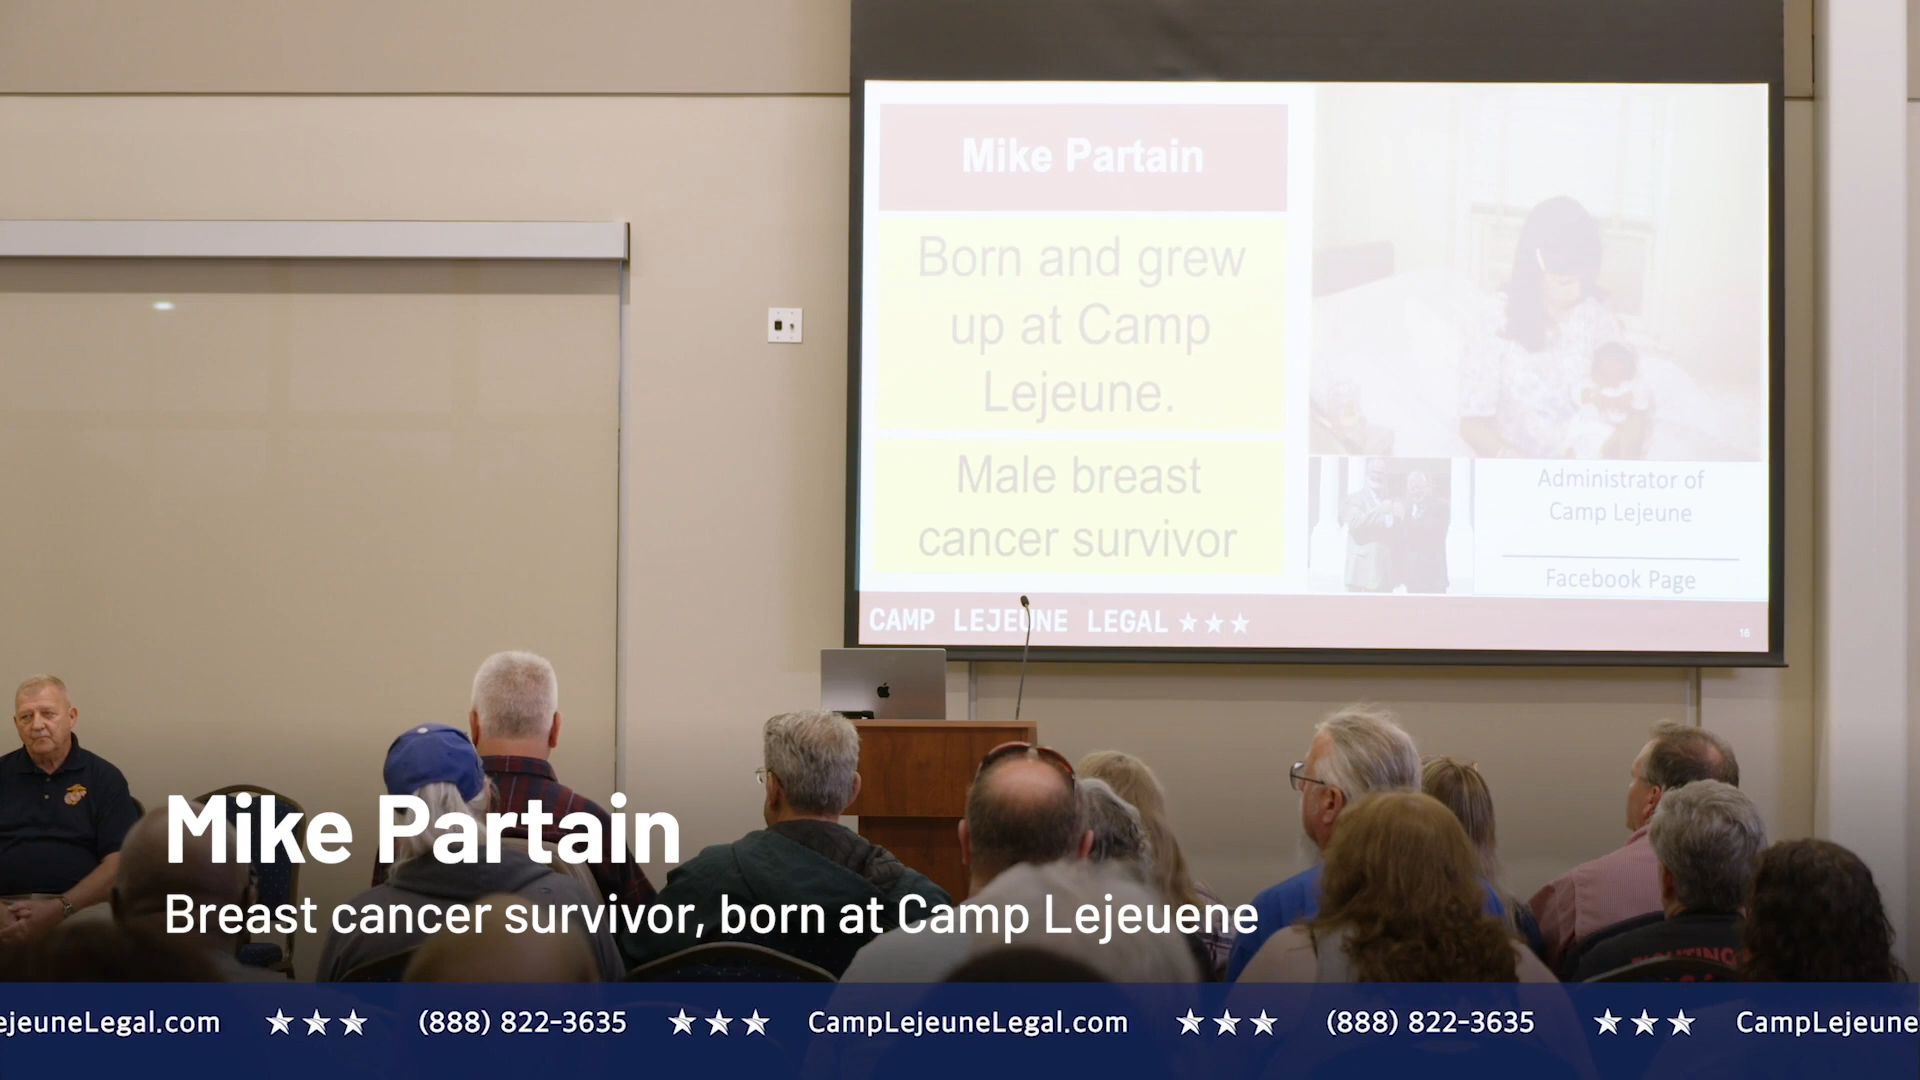 Mike Partain
Born and grew
up at Camp
Lejeune.
Male breast
cancer survivor
Administrator of
Camp Lejeune
Facebook Page
CAMP LEJEUNE LEGAL ★★★
16
Mike Partain
Breast cancer survivor, born at Camp Lejeuene
ejeuneLegal.com ★★★ (888) 822-3635 ★★★ CampLejeuneLegal.com ★★★ (888) 822-3635 ★★★ CampLejeune